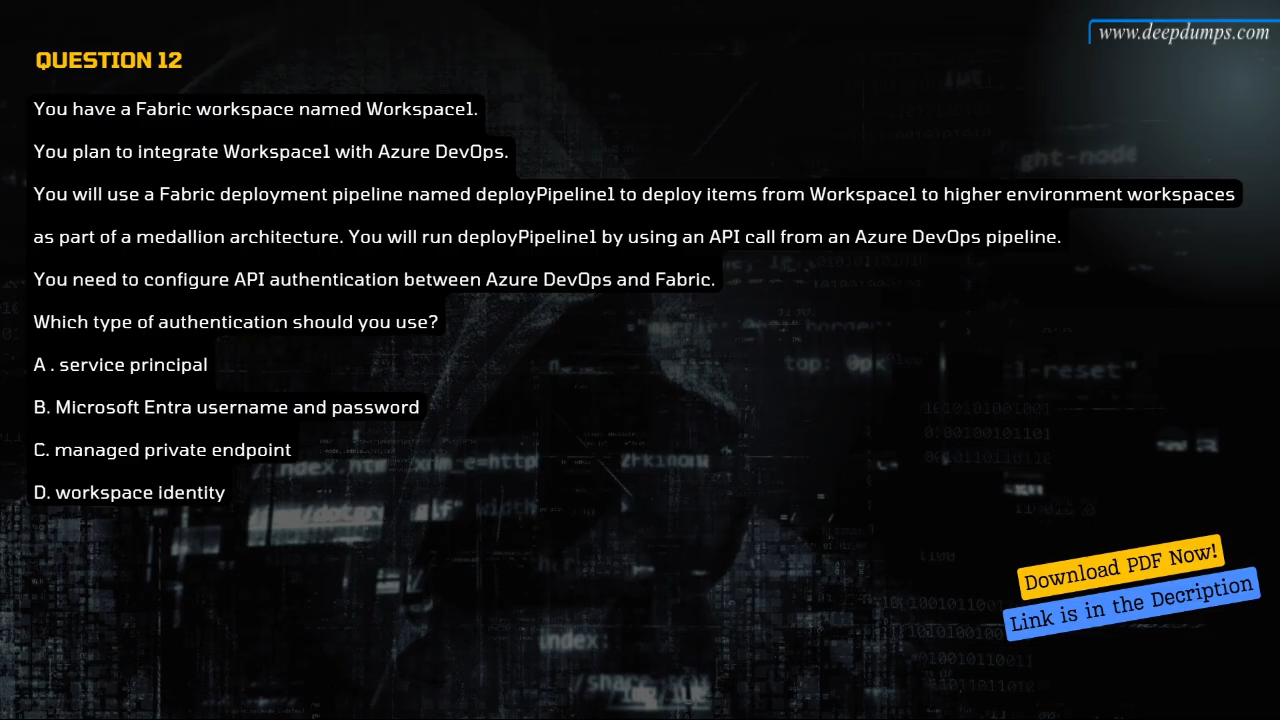 www.deepdumps.com
QUESTION 12
You have a Fabric workspace named Workspace1.
You plan to integrate Workspace1 with Azure DevOps.
You will use a Fabric deployment pipeline named deployPipeline1 to deploy items from Workspace1 to higher environment workspaces
as part of a medallion architecture. You will run deployPipeline1 by using an API call from an Azure DevOps pipeline.
You need to configure API authentication between Azure DevOps and Fabric.
Which type of authentication should you use?
A . service principal
B. Microsoft Entra username and password
C. managed private endpoint
D. workspace identity
Download PDF Now!
Link is in the Decription